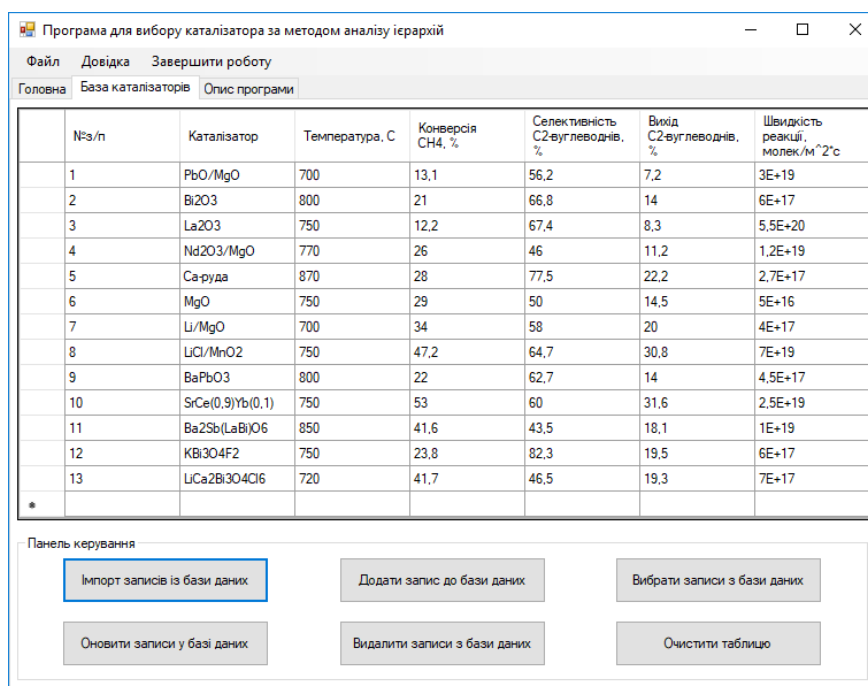 Програма для вибору каталізатора за методом аналізу ієрархій
Файл Довідка Завершити роботу
Головна База каталізаторів Опис програми
№з/п Каталізатор Температура, С Конверсія CH4, % Селективність С2-вуглеводнів, % Вихід С2-вуглеводнів, % Швидкість реакції, молек/м^2*с
1 PbO/MgO 700 13,1 56,2 7,2 3E+19
2 Bi2O3 800 21 66,8 14 6E+17
3 La2O3 750 12,2 67,4 8,3 5,5E+20
4 Nd2O3/MgO 770 26 46 11,2 1,2E+19
5 Ca-руда 870 28 77,5 22,2 2,7E+17
6 MgO 750 29 50 14,5 5E+16
7 Li/MgO 700 34 58 20 4E+17
8 LiCl/MnO2 750 47,2 64,7 30,8 7E+19
9 BaPbO3 800 22 62,7 14 4,5E+17
10 SrCe(0,9)Yb(0,1) 750 53 60 31,6 2,5E+19
11 Ba2Sb(LaBi)O6 850 41,6 43,5 18,1 1E+19
12 KBi3O4F2 750 23,8 82,3 19,5 6E+17
13 LiCa2Bi3O4Cl6 720 41,7 46,5 19,3 7E+17
Панель керування
Імпорт записів із бази даних Додати запис до бази даних Вибрати записи з бази даних
Оновити записи у базі даних Видалити записи з бази даних Очистити таблицю